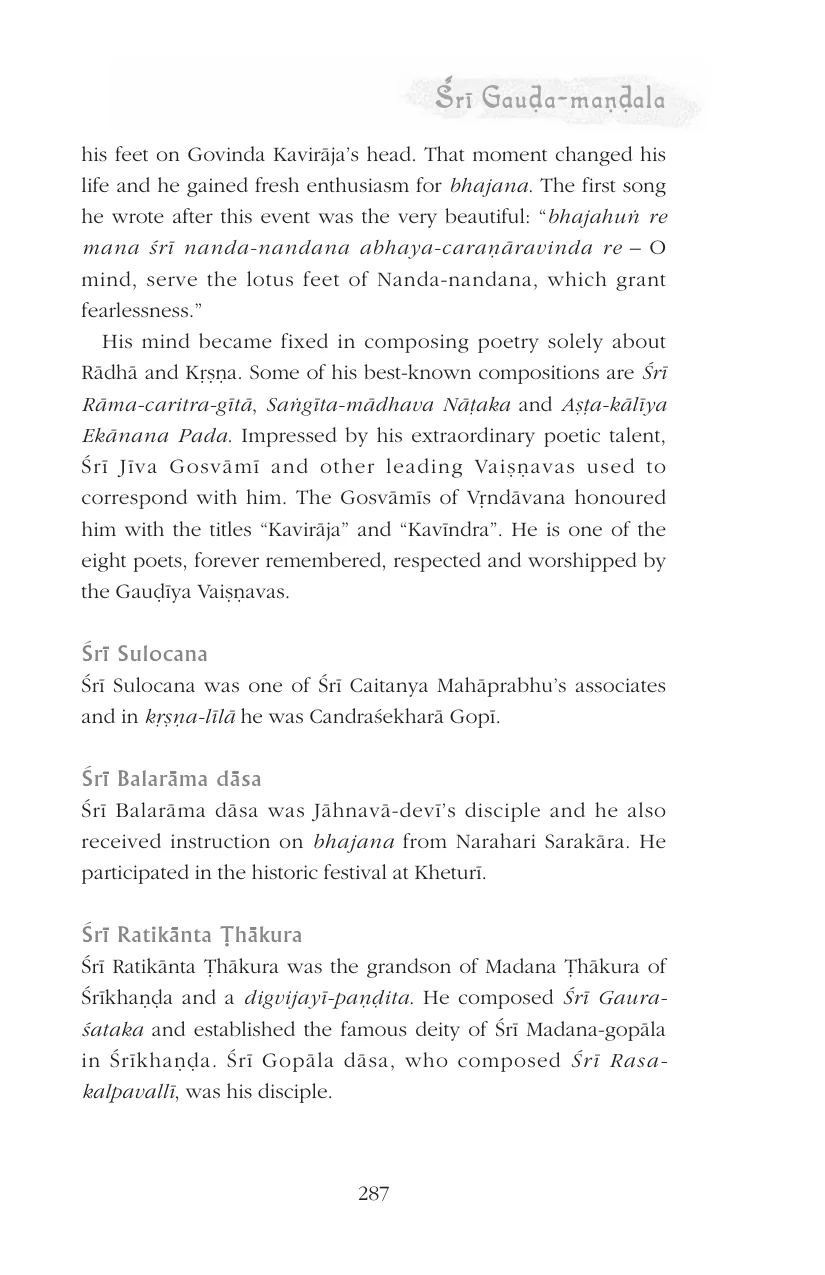 Śrī Gauḍa-maṇḍala
his feet on Govinda Kavirāja’s head. That moment changed his
life and he gained fresh enthusiasm for bhajana. The first song
he wrote after this event was the very beautiful: “bhajahuṅ re
mana śrī nanda-nandana abhaya-caraṇāravinda re – O
mind, serve the lotus feet of Nanda-nandana, which grant
fearlessness.”
His mind became fixed in composing poetry solely about
Rādhā and Kṛṣṇa. Some of his best-known compositions are Śrī
Rāma-caritra-gītā, Saṅgīta-mādhava Nāṭaka and Aṣṭa-kālīya
Ekānana Pada. Impressed by his extraordinary poetic talent,
Śrī Jīva Gosvāmī and other leading Vaiṣṇavas used to
correspond with him. The Gosvāmīs of Vṛndāvana honoured
him with the titles “Kavirāja” and “Kavīndra”. He is one of the
eight poets, forever remembered, respected and worshipped by
the Gauḍīya Vaiṣṇavas.
Śrī Sulocana
Śrī Sulocana was one of Śrī Caitanya Mahāprabhu’s associates
and in kṛṣṇa-līlā he was Candraśekharā Gopī.
Śrī Balarāma dāsa
Śrī Balarāma dāsa was Jāhnavā-devī’s disciple and he also
received instruction on bhajana from Narahari Sarakāra. He
participated in the historic festival at Kheturī.
Śrī Ratikānta Ṭhākura
Śrī Ratikānta Ṭhākura was the grandson of Madana Ṭhākura of
Śrīkhaṇḍa and a digvijayī-paṇḍita. He composed Śrī Gaura-
śataka and established the famous deity of Śrī Madana-gopāla
in Śrīkhaṇḍa. Śrī Gopāla dāsa, who composed Śrī Rasa-
kalpavallī, was his disciple.
287